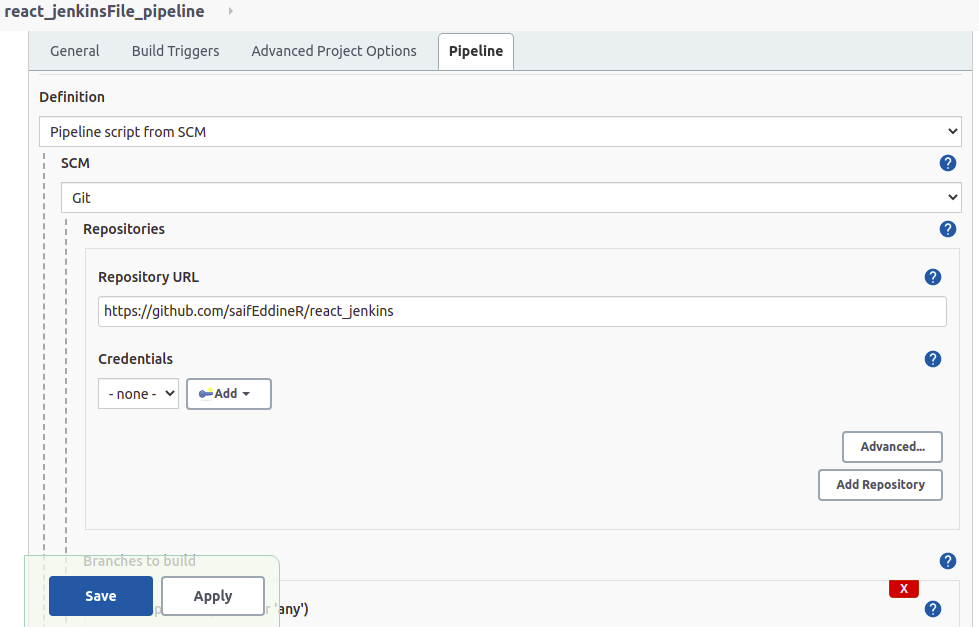 react_jenkinsFile_pipeline
General Build Triggers Advanced Project Options Pipeline
Definition
Pipeline script from SCM
SCM
?
Git
Repositories
?
Repository URL
?
https://github.com/saifEddineR/react_jenkins
Credentials
?
- none - Add
Advanced...
Add Repository
Branches to build
?
X
Save Apply
'any')
?